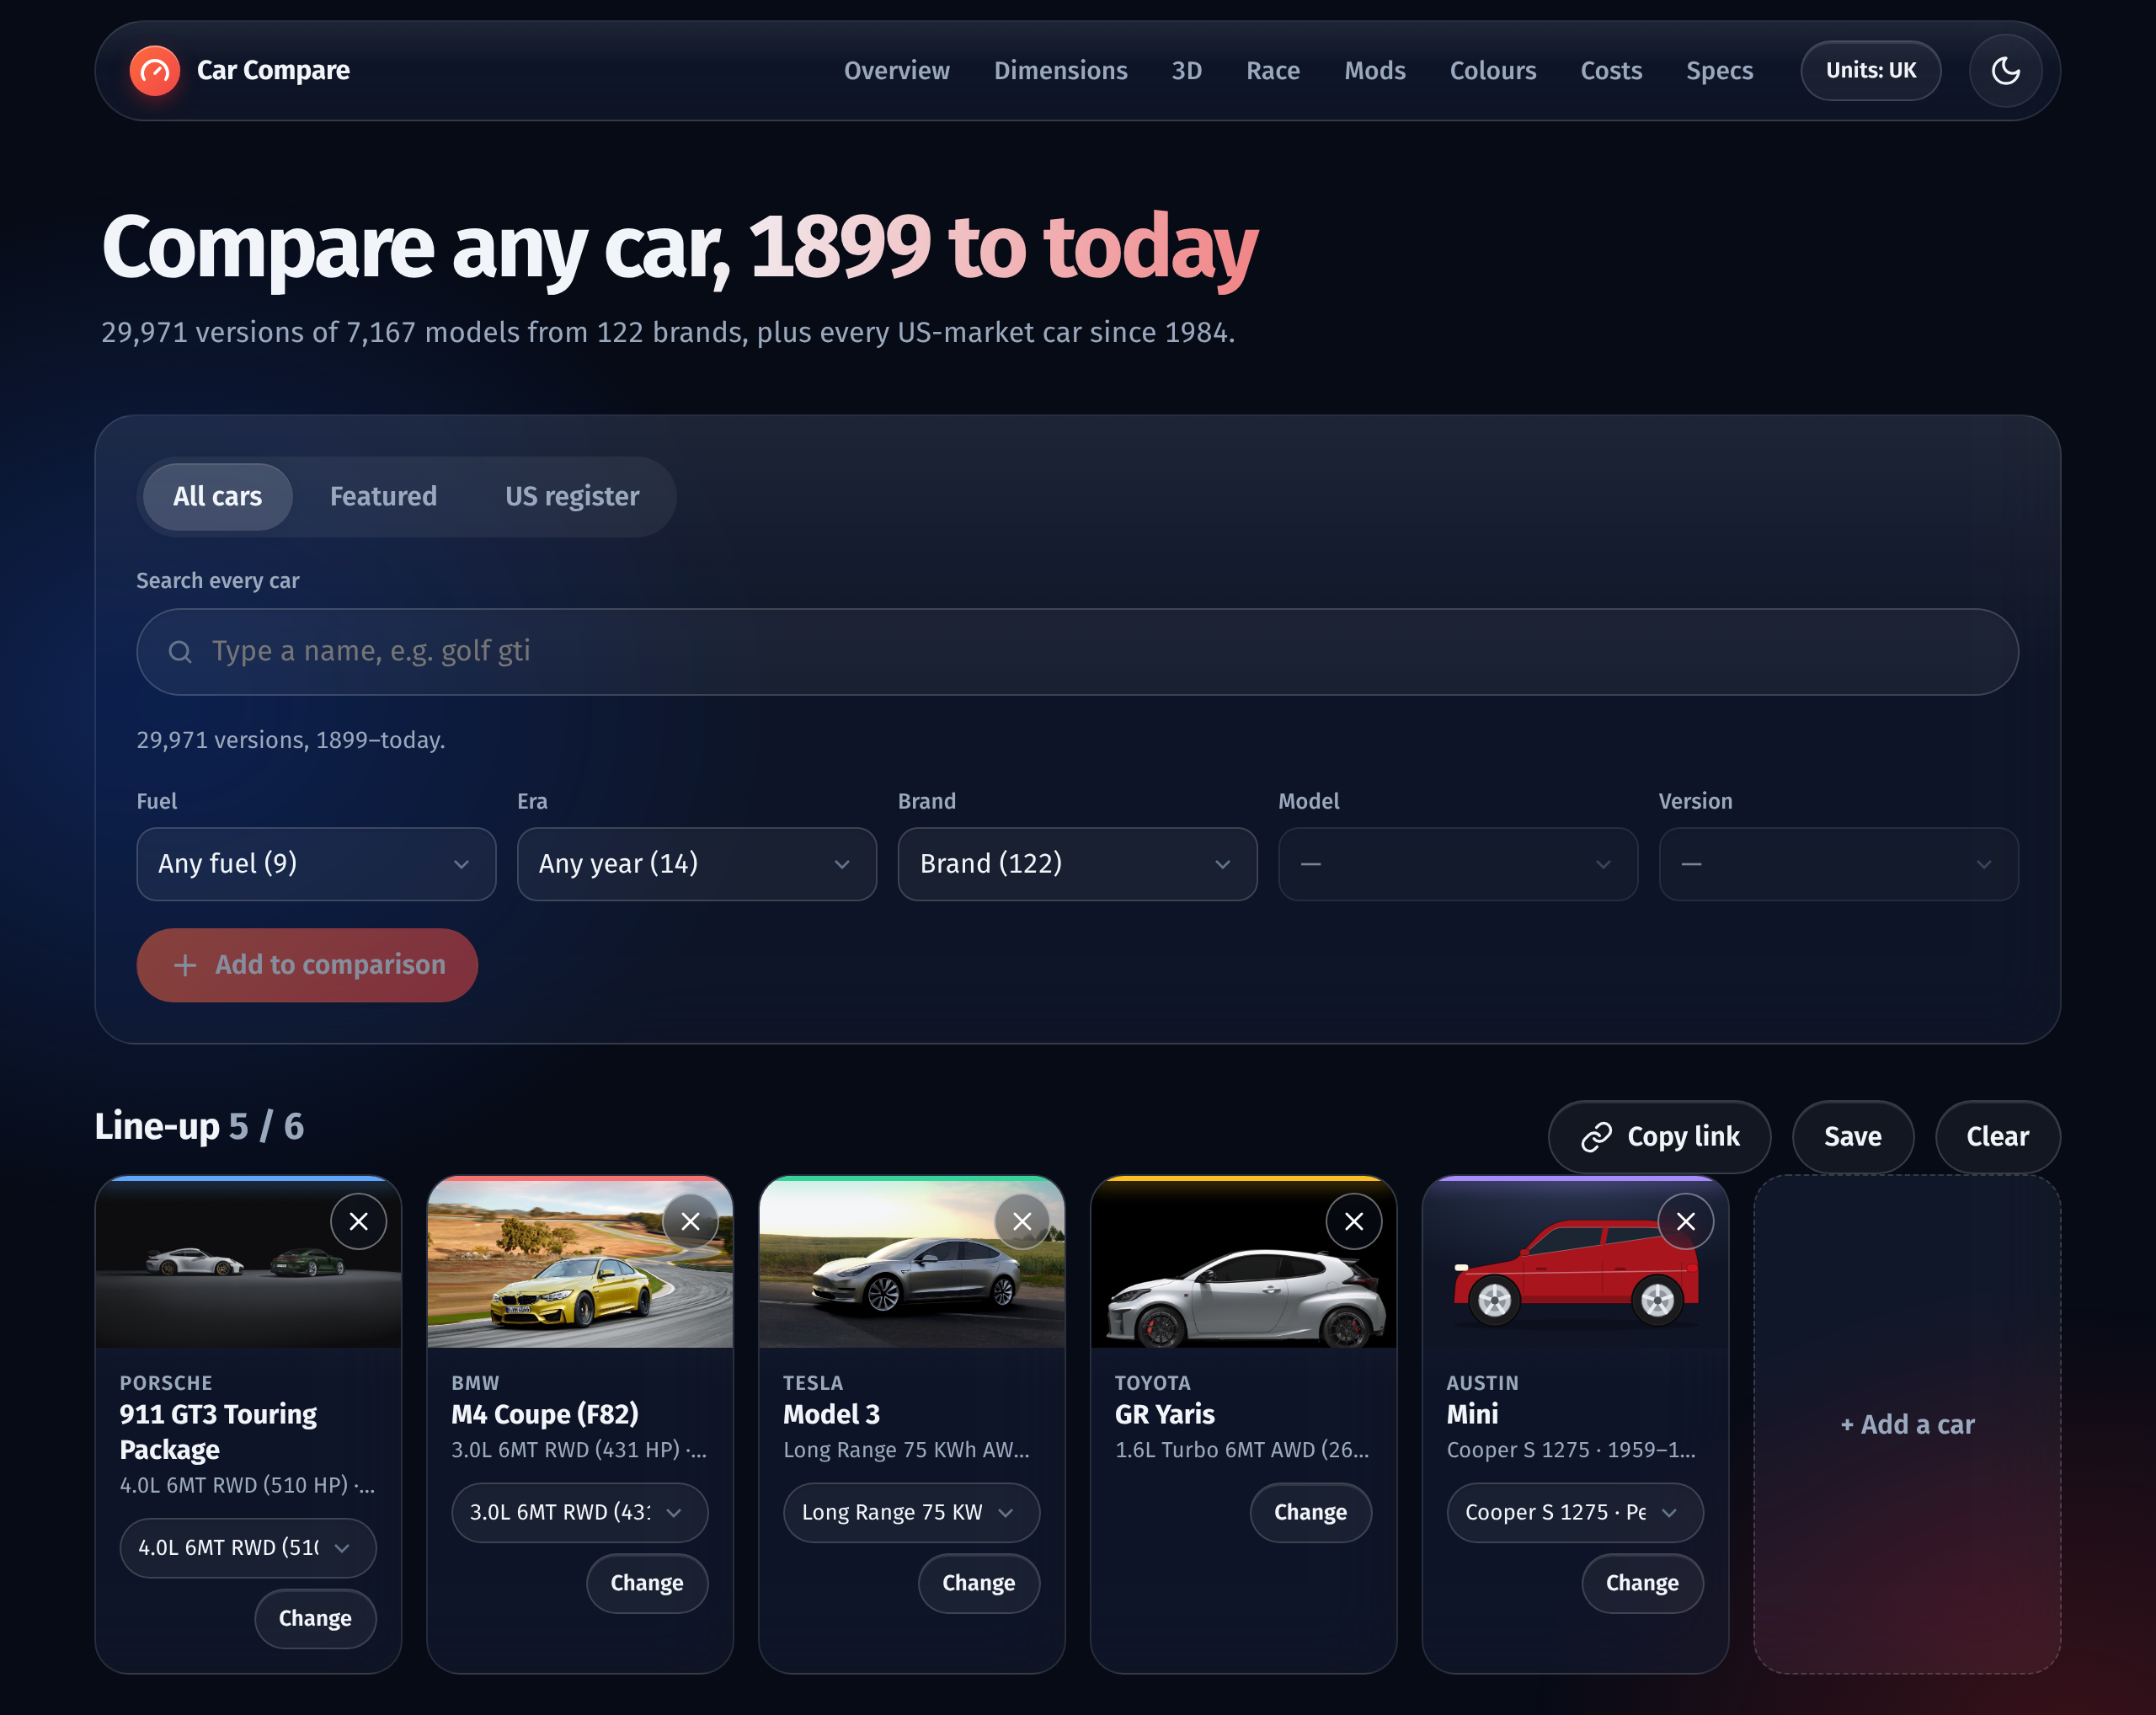 Car Compare
Overview Dimensions 3D Race Mods Colours Costs Specs Units: UK
Compare any car, 1899 to today
29,971 versions of 7,167 models from 122 brands, plus every US-market car since 1984.
All cars Featured US register
Search every car
Type a name, e.g. golf gti
29,971 versions, 1899–today.
Fuel Era Brand Model Version
Any fuel (9) Any year (14) Brand (122) — —
+ Add to comparison
Line-up 5 / 6
Copy link Save Clear
PORSCHE
911 GT3 Touring
Package
4.0L 6MT RWD (510 HP) ·...
4.0L 6MT RWD (510
Change
BMW
M4 Coupe (F82)
3.0L 6MT RWD (431 HP) ·...
3.0L 6MT RWD (431
Change
TESLA
Model 3
Long Range 75 KWh AW...
Long Range 75 KW
Change
TOYOTA
GR Yaris
1.6L Turbo 6MT AWD (26...
Change
AUSTIN
Mini
Cooper S 1275 · 1959–1...
Cooper S 1275 · Pe
Change
+ Add a car